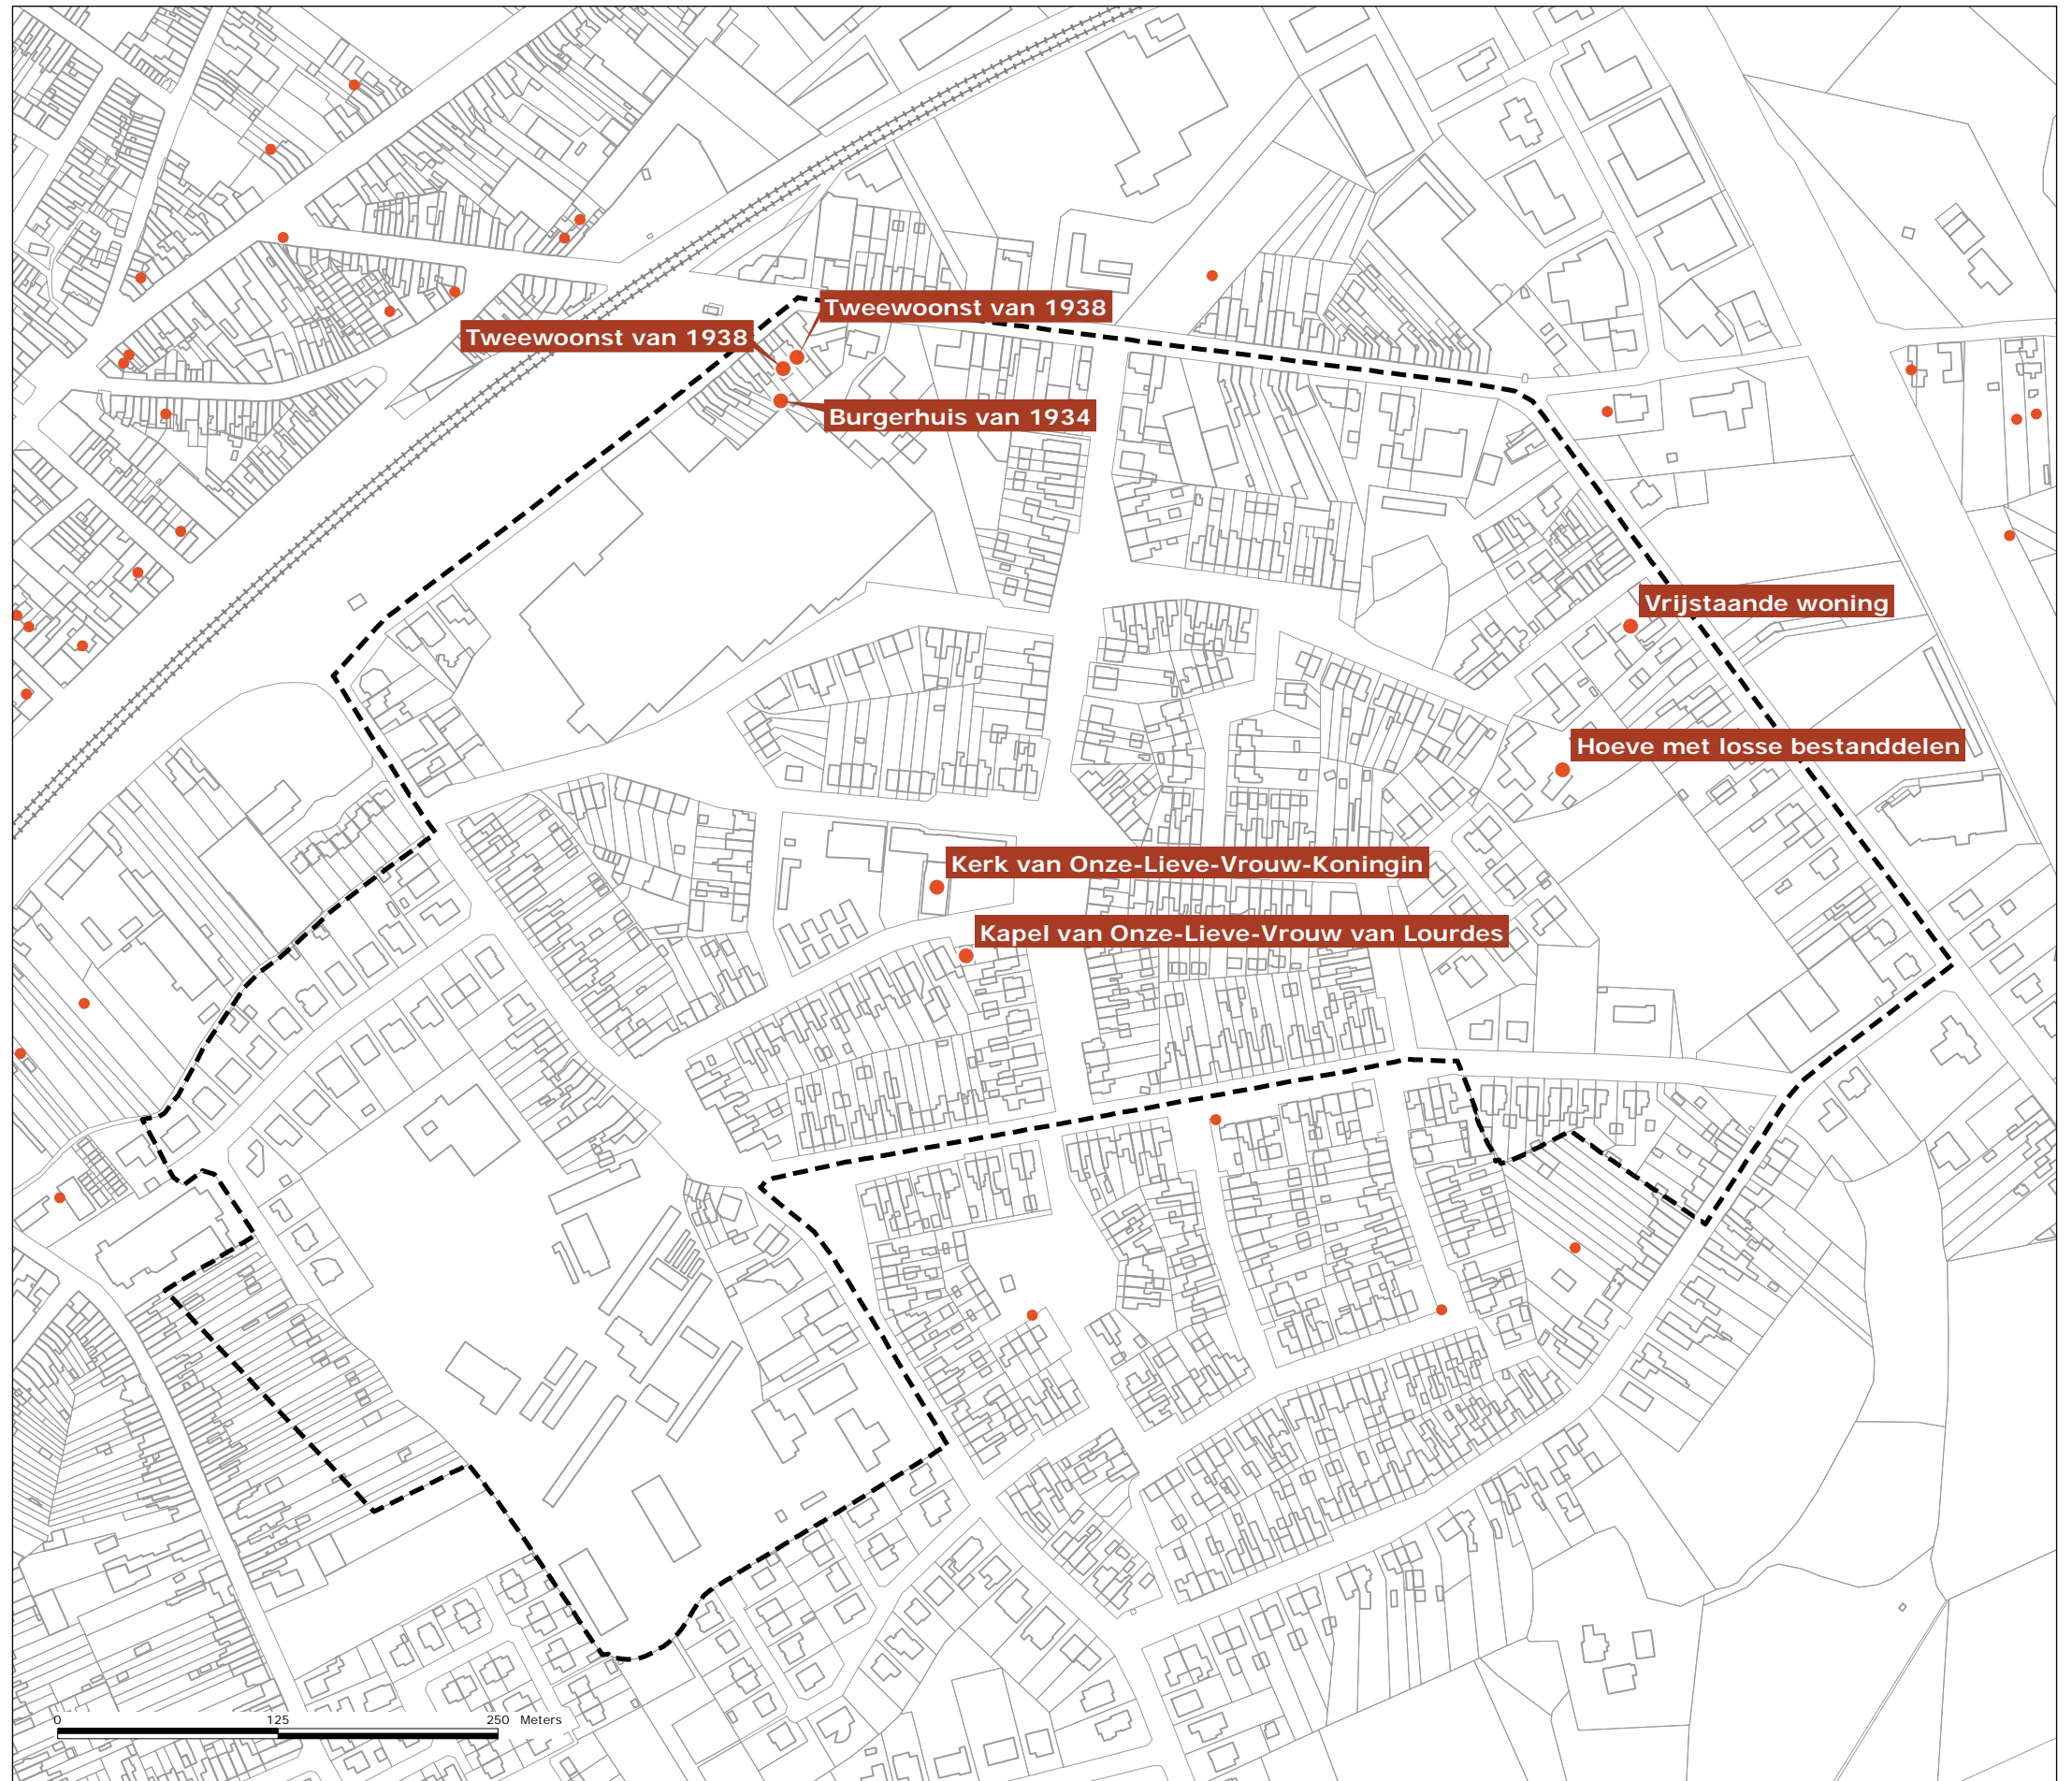 Tweewoonst van 1938
Tweewoonst van 1938
Burgerhuis van 1934
Vrijstaande woning
Hoeve met losse bestanddelen
Kerk van Onze-Lieve-Vrouw-Koningin
Kapel van Onze-Lieve-Vrouw van Lourdes
0 125 250 Meters